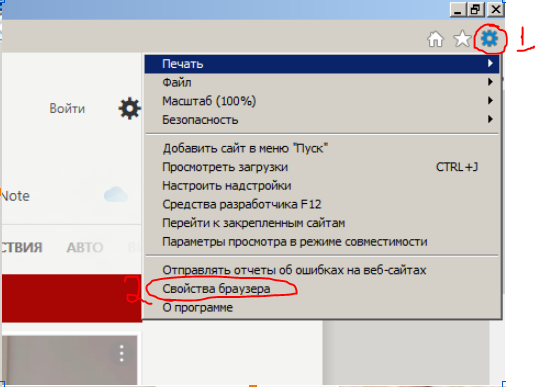 1
Печать
Файл
Масштаб (100%)
Безопасность
Войти
Добавить сайт в меню "Пуск"
Просмотреть загрузки CTRL+J
Настроить надстройки
Note
Средства разработчика F12
Перейти к закрепленным сайтам
Параметры просмотра в режиме совместимости
СТВИЯ АВТО
Отправлять отчеты об ошибках на веб-сайтах
2 Свойства браузера
О программе